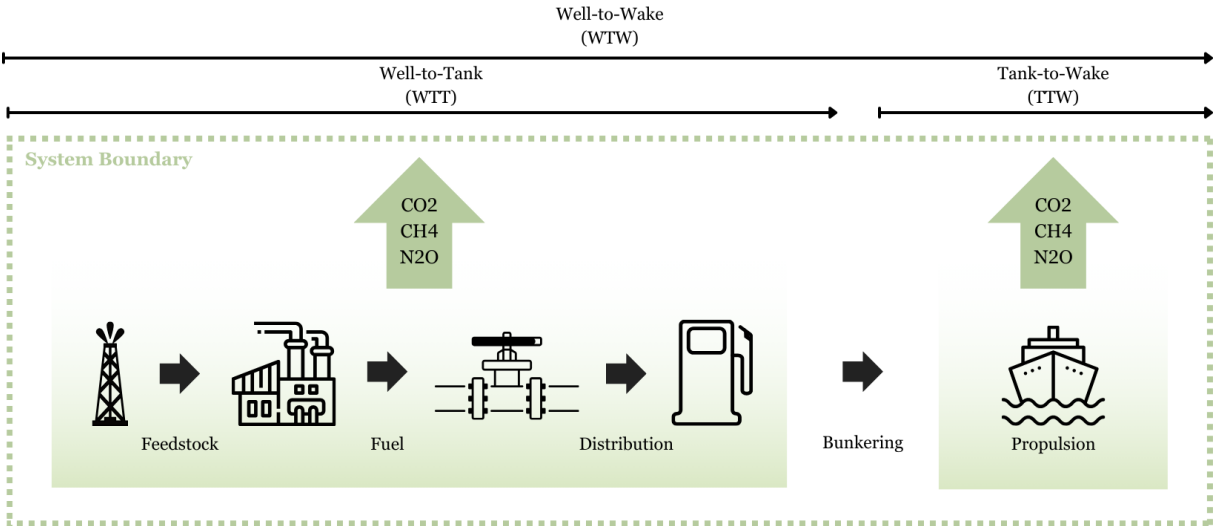 Well-to-Wake
(WTW)
Well-to-Tank
(WTT)
Tank-to-Wake
(TTW)
System Boundary
CO2
CH4
N2O
CO2
CH4
N2O
Feedstock
Fuel
Distribution
Bunkering
Propulsion